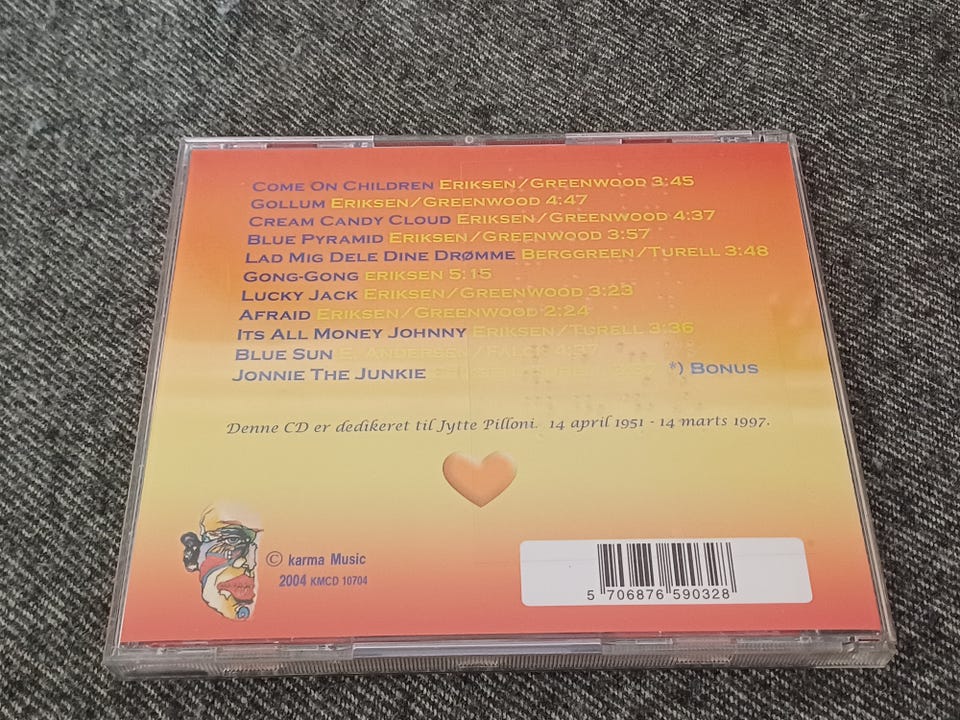 COME ON CHILDREN ERIKSEN/GREENWOOD 3:45
GOLLUM ERIKSEN/GREENWOOD 4:47
CREAM CANDY CLOUD ERIKSEN/GREENWOOD 4:37
BLUE PYRAMID ERIKSEN/GREENWOOD 3:57
LAD MIG DELE DINE DRØMME BERGGREEN/TURELL 3:48
GONG-GONG ERIKSEN 5:15
LUCKY JACK ERIKSEN/GREENWOOD 3:23
AFRAID ERIKSEN/GREENWOOD 2:24
ITS ALL MONEY JOHNNY ERIKSEN/TGRELL 3:36
BLUE SUN E. ANDERSEN/
JONNIE THE JUNKIE *) BONUS
Denne CD er dedikeret til Jytte Pilloni. 14 april 1951 - 14 marts 1997.
© karma Music
2004 KMCD 10704
5 706876 590328